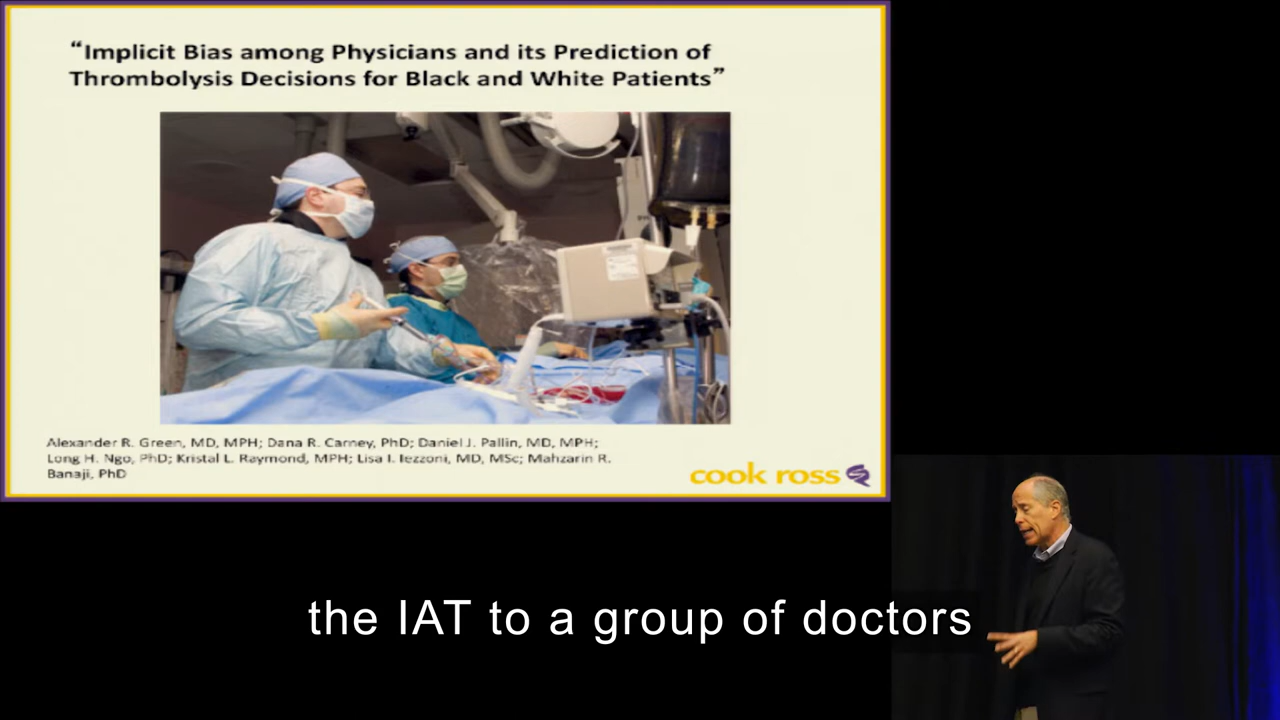 “Implicit Bias among Physicians and its Prediction of
Thrombolysis Decisions for Black and White Patients”
Alexander R. Green, MD, MPH; Dana R. Carney, PhD; Daniel J. Pallin, MD, MPH;
Long H. Ngo, PhD; Kristal L. Raymond, MPH; Lisa I. Iezzoni, MD, MSc; Mahzarin R.
Banaji, PhD
cook ross
the IAT to a group of doctors